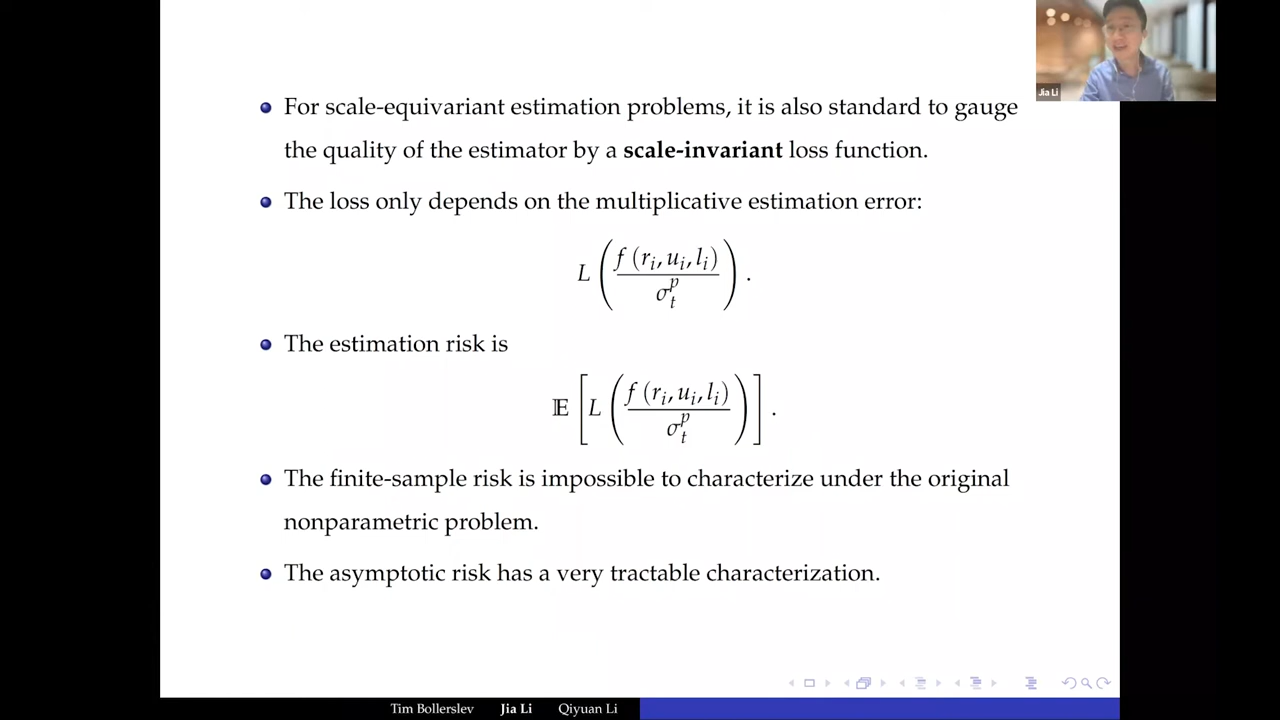 Jia Li
• For scale-equivariant estimation problems, it is also standard to gauge
the quality of the estimator by a scale-invariant loss function.
• The loss only depends on the multiplicative estimation error:
L ( f (r_i, u_i, l_i) / σ_t^p ) .
• The estimation risk is
𝔼 [ L ( f (r_i, u_i, l_i) / σ_t^p ) ] .
• The finite-sample risk is impossible to characterize under the original
nonparametric problem.
• The asymptotic risk has a very tractable characterization.
Tim Bollerslev Jia Li Qiyuan Li